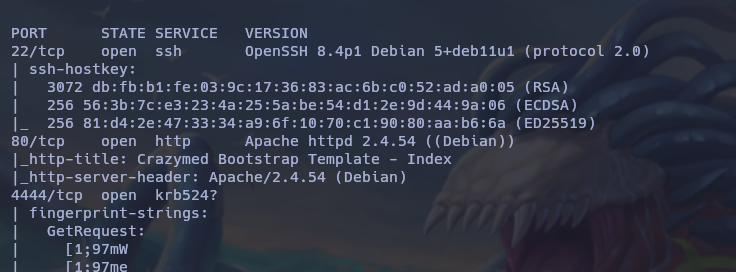 PORT     STATE SERVICE   VERSION
22/tcp   open  ssh       OpenSSH 8.4p1 Debian 5+deb11u1 (protocol 2.0)
| ssh-hostkey:
|   3072 db:fb:b1:fe:03:9c:17:36:83:ac:6b:c0:52:ad:a0:05 (RSA)
|   256 56:3b:7c:e3:23:4a:25:5a:be:54:d1:2e:9d:44:9a:06 (ECDSA)
|_  256 81:d4:2e:47:33:34:a9:6f:10:70:c1:90:80:aa:b6:6a (ED25519)
80/tcp   open  http      Apache httpd 2.4.54 ((Debian))
|_http-title: Crazymed Bootstrap Template - Index
|_http-server-header: Apache/2.4.54 (Debian)
4444/tcp  open  krb524?
| fingerprint-strings:
|   GetRequest:
|     [1;97mW
|     [1;97me